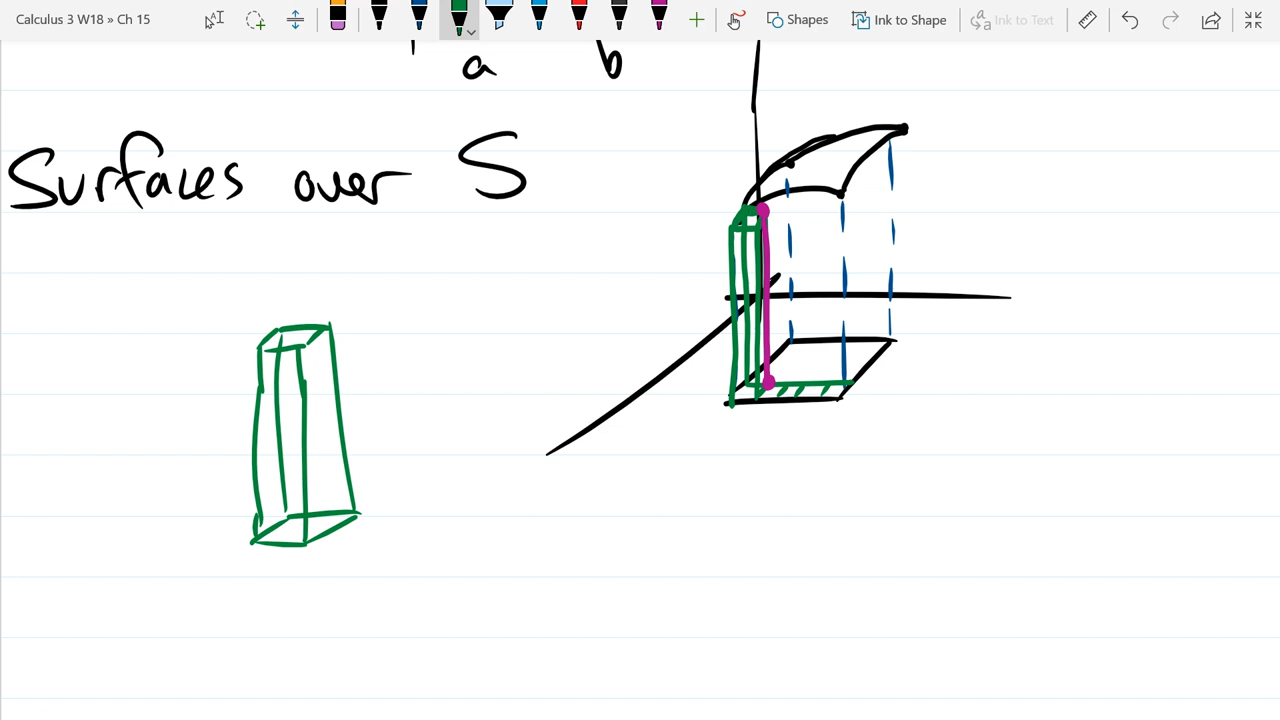 Calculus 3 W18 » Ch 15
Shapes
Ink to Shape
Ink to Text
a b
Surfaces over S